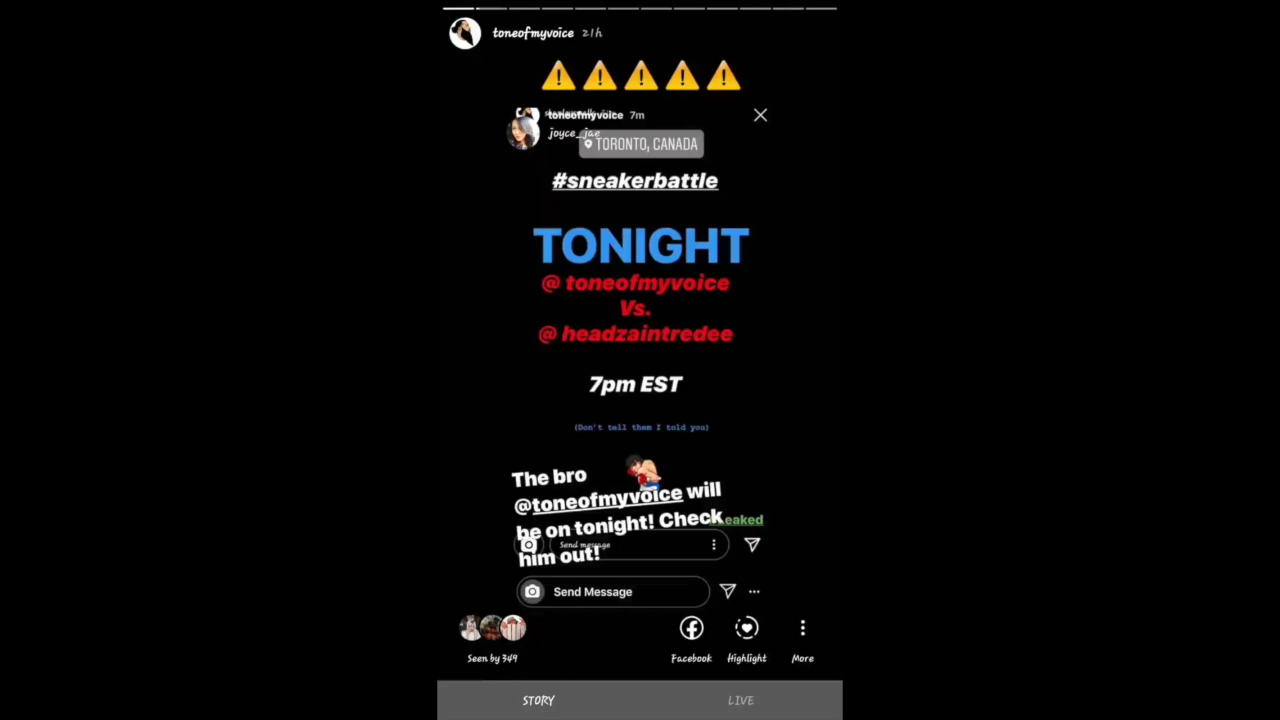 toneofmyvoice 21h
toneofmyvoice 7m
joyce_jae
TORONTO, CANADA
#sneakerbattle
TONIGHT
@ toneofmyvoice
Vs.
@ headzaintredee
7pm EST
(Don't tell them I told you)
The bro
@toneofmyvoice will
be on tonight! Check
him out!
Send message
Send Message
Seen by 349
Facebook
Highlight
More
STORY
LIVE